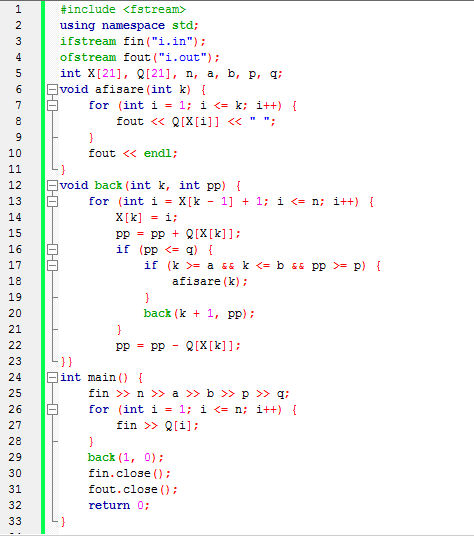 1 #include <fstream>
2 using namespace std;
3 ifstream fin("i.in");
4 ofstream fout("i.out");
5 int X[21], Q[21], n, a, b, p, q;
6 void afisare(int k) {
7 for (int i = 1; i <= k; i++) {
8 fout << Q[X[i]] << " ";
9 }
10 fout << endl;
11 }
12 void back(int k, int pp) {
13 for (int i = X[k - 1] + 1; i <= n; i++) {
14 X[k] = i;
15 pp = pp + Q[X[k]];
16 if (pp <= q) {
17 if (k >= a && k <= b && pp >= p) {
18 afisare(k);
19 }
20 back(k + 1, pp);
21 }
22 pp = pp - Q[X[k]];
23 }}
24 int main() {
25 fin >> n >> a >> b >> p >> q;
26 for (int i = 1; i <= n; i++) {
27 fin >> Q[i];
28 }
29 back(1, 0);
30 fin.close();
31 fout.close();
32 return 0;
33 }